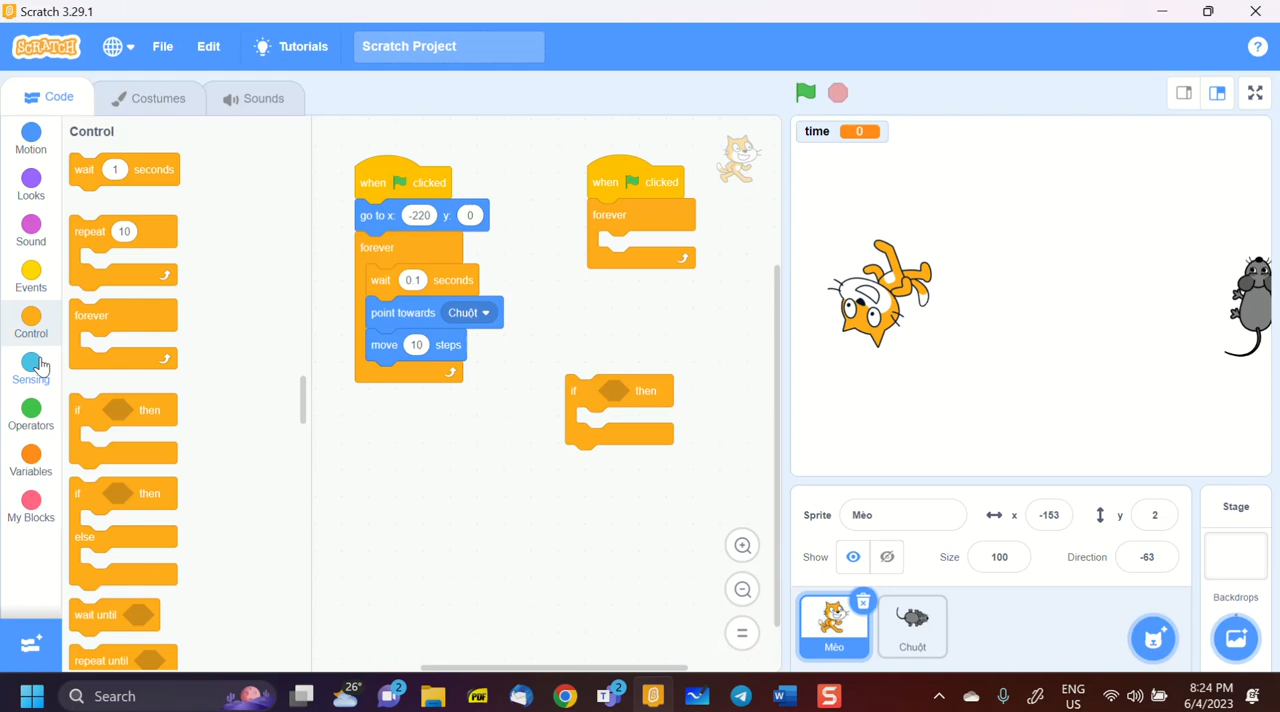 Scratch 3.29.1
SCRATCH
File
Edit
Tutorials
Scratch Project
?
Code
Costumes
Sounds
Motion
Looks
Sound
Events
Control
Sensing
Operators
Variables
My Blocks
Control
wait 1 seconds
repeat 10
forever
if then
if then
else
wait until
repeat until
when clicked
go to x: -220 y: 0
forever
wait 0.1 seconds
point towards Chuột
move 10 steps
when clicked
forever
if then
time 0
Sprite Mèo x -153 y 2
Show Size 100 Direction -63
Mèo
Chuột
Stage
Backdrops
Search
26°
2
PDF
2
W
S
ENG
US
8:24 PM
6/4/2023